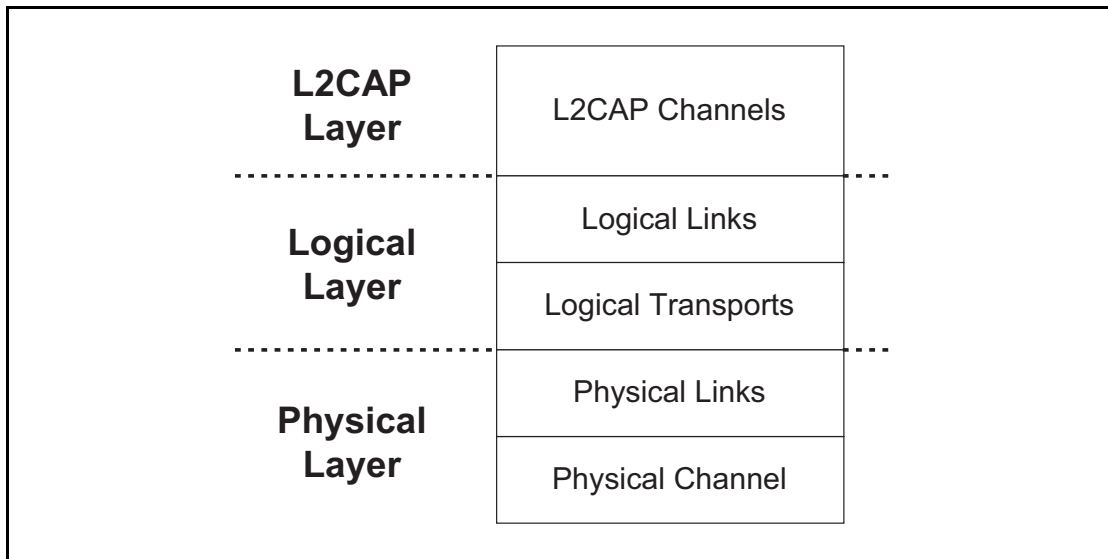 L2CAP
Layer
L2CAP Channels
Logical
Layer
Logical Links
Logical Transports
Physical
Layer
Physical Links
Physical Channel